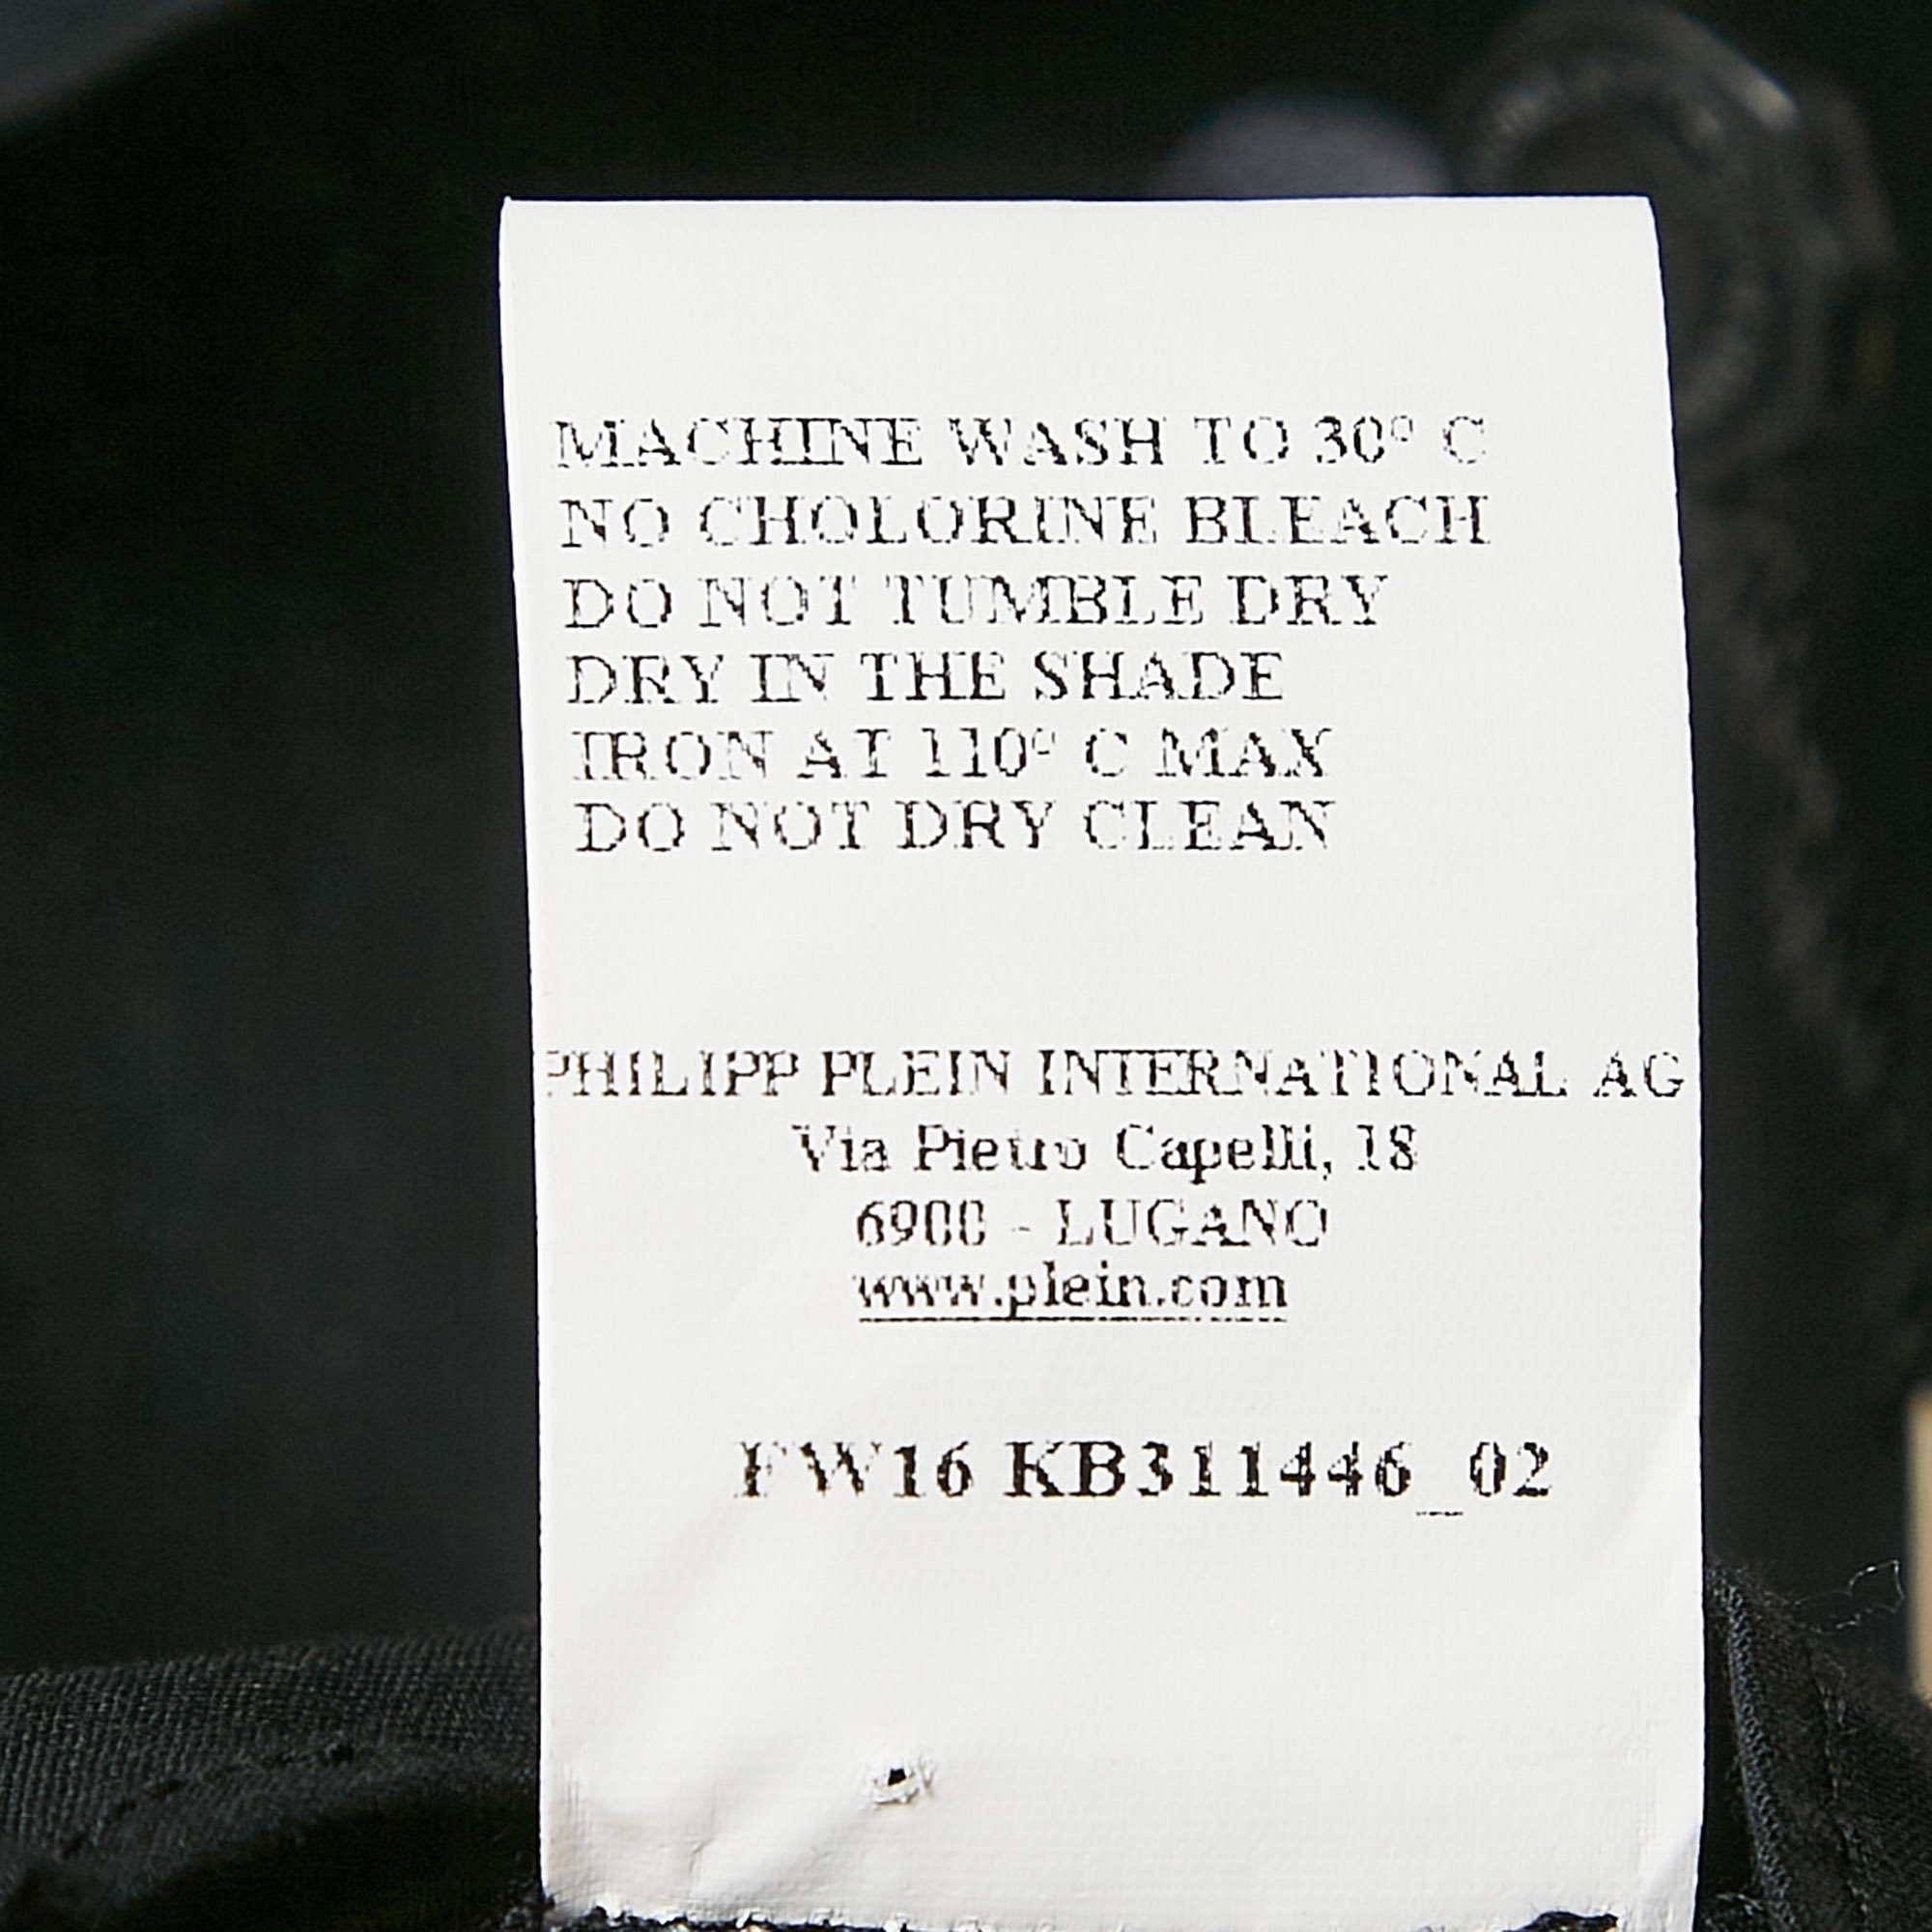 MACHINE WASH TO 30° C
NO CHOLORINE BLEACH
DO NOT TUMBLE DRY
DRY IN THE SHADE
IRON AT 110° C MAX
DO NOT DRY CLEAN
PHILIPP PLEIN INTERNATIONAL AG
Via Pietro Capelli, 18
6900 - LUGANO
www.plein.com
FW16 KB311446_02